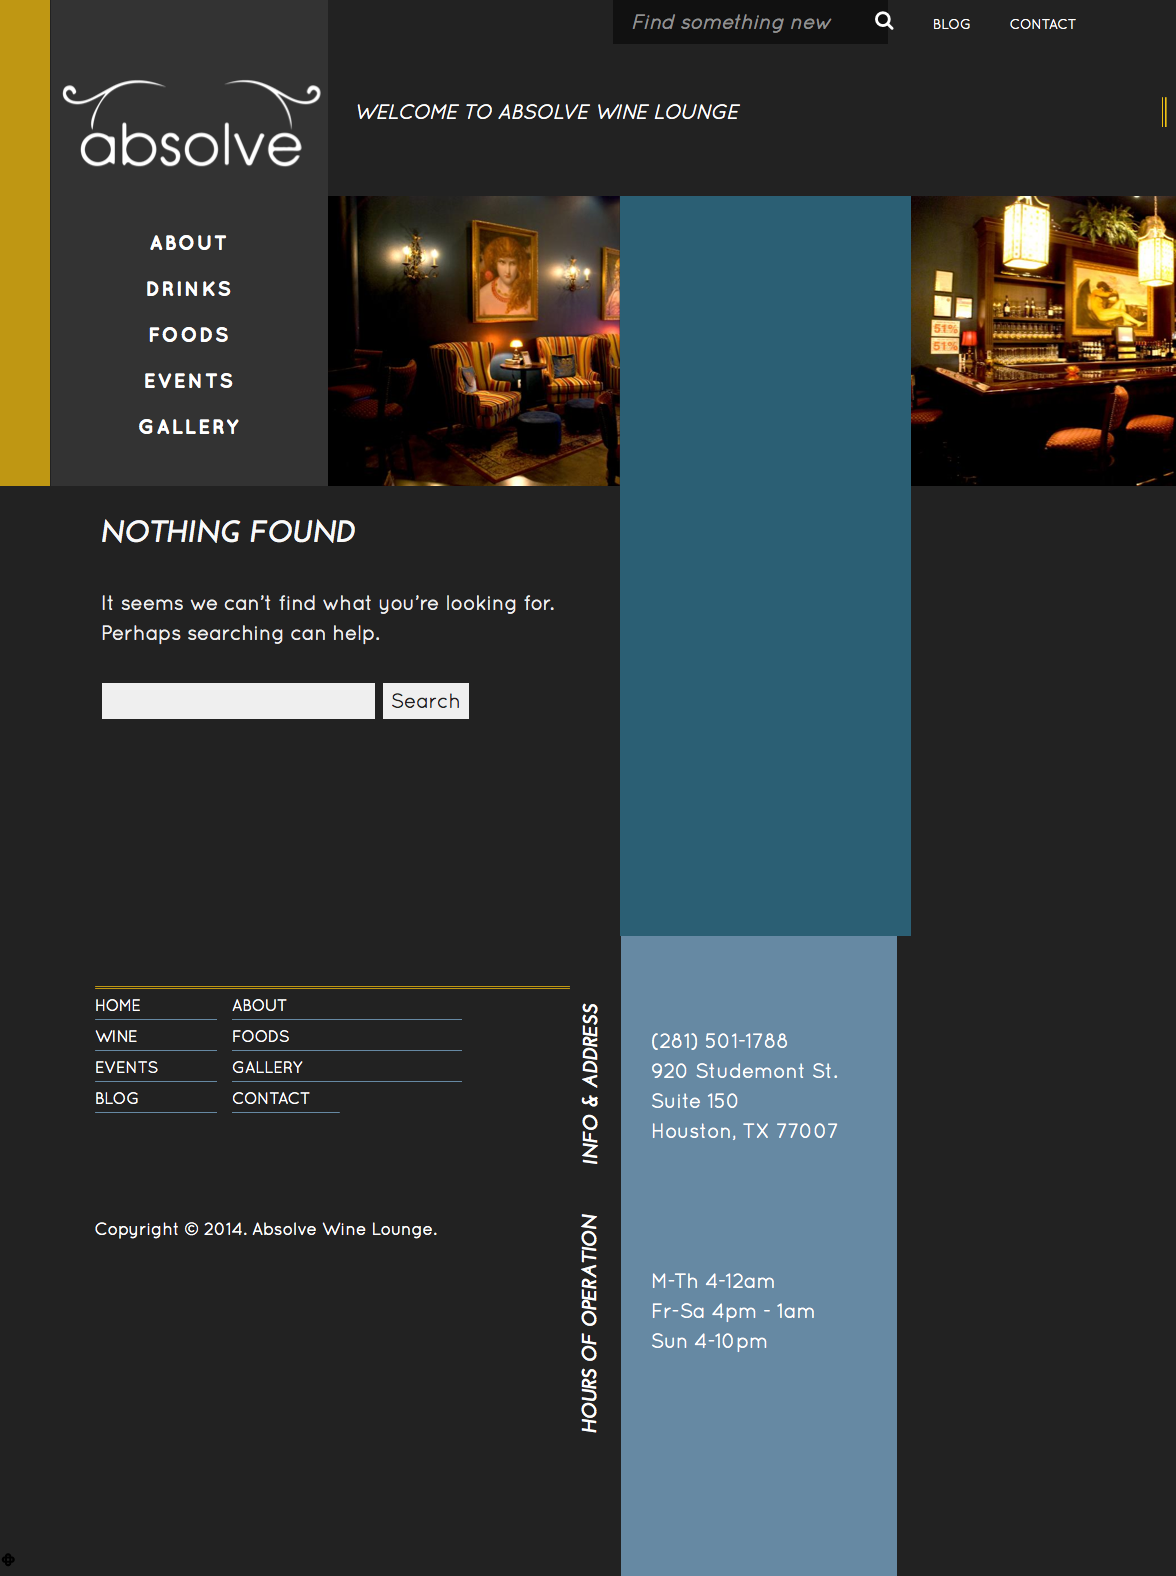 Find something new
BLOG
CONTACT
absolve
WELCOME TO ABSOLVE WINE LOUNGE
ABOUT
DRINKS
FOODS
EVENTS
GALLERY
51%
51%
NOTHING FOUND
It seems we can't find what you're looking for.
Perhaps searching can help.
Search
HOME
ABOUT
WINE
FOODS
EVENTS
GALLERY
BLOG
CONTACT
Copyright © 2014. Absolve Wine Lounge.
INFO & ADDRESS
(281) 501-1788
920 Studemont St.
Suite 150
Houston, TX 77007
HOURS OF OPERATION
M-Th 4-12am
Fr-Sa 4pm - 1am
Sun 4-10pm